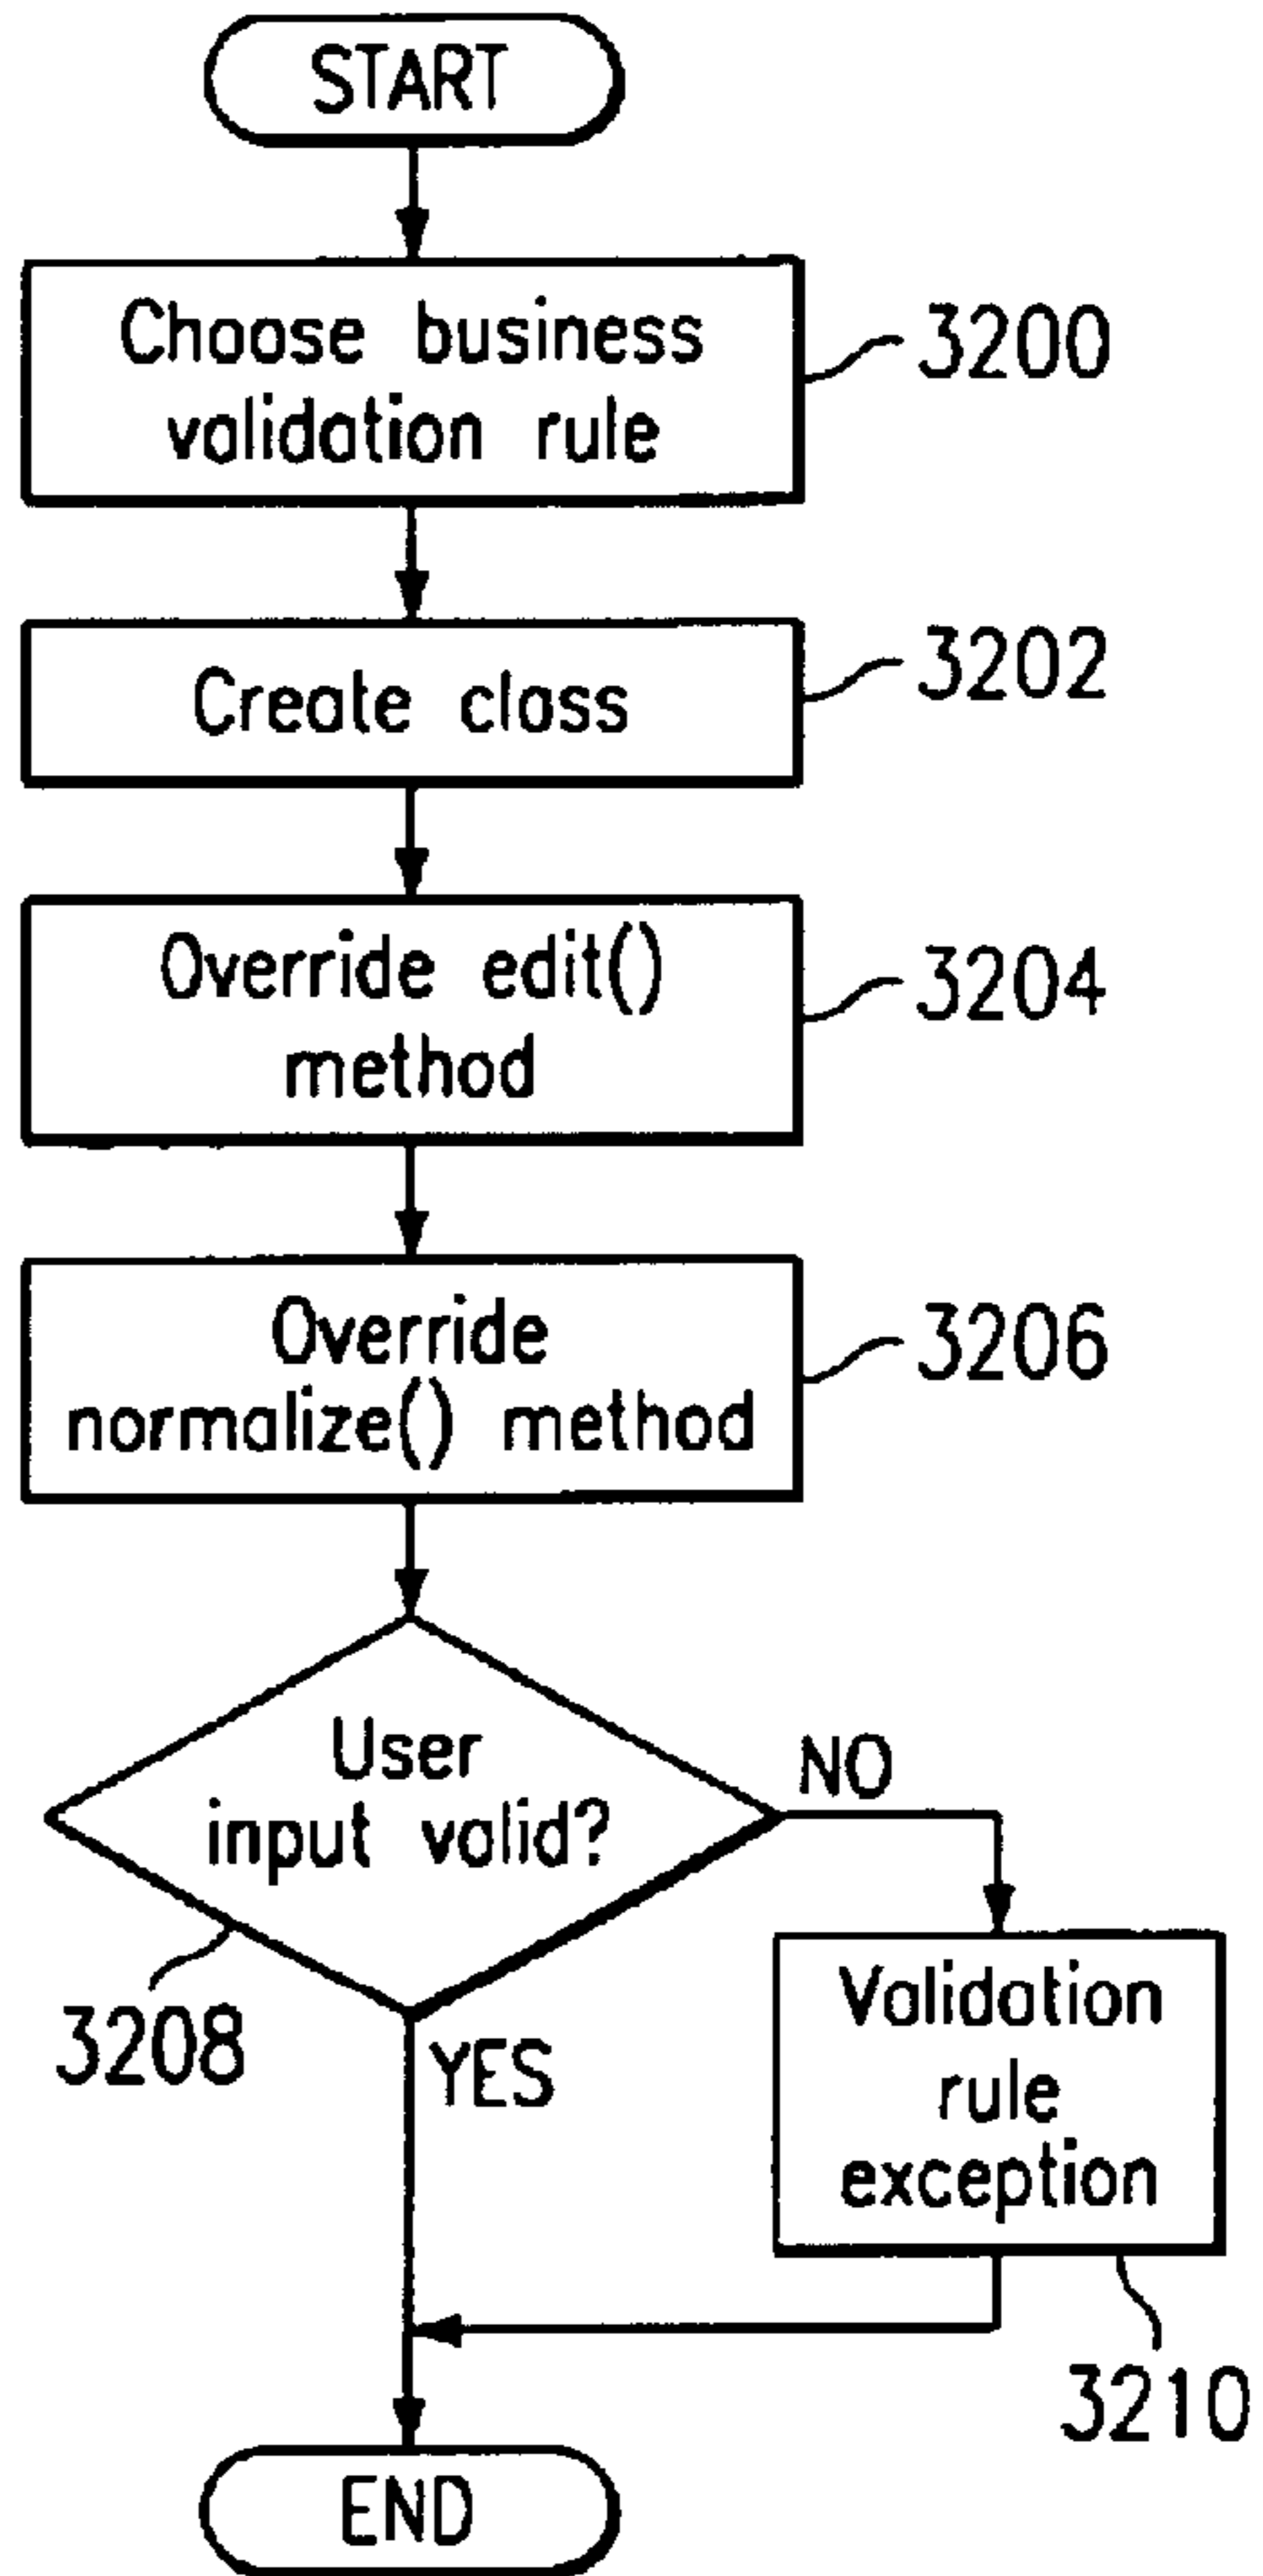 START
Choose business
validation rule
3200
Create class
3202
Override edit()
method
3204
Override
normalize() method
3206
User
input valid?
3208
NO
YES
Validation
rule
exception
3210
END